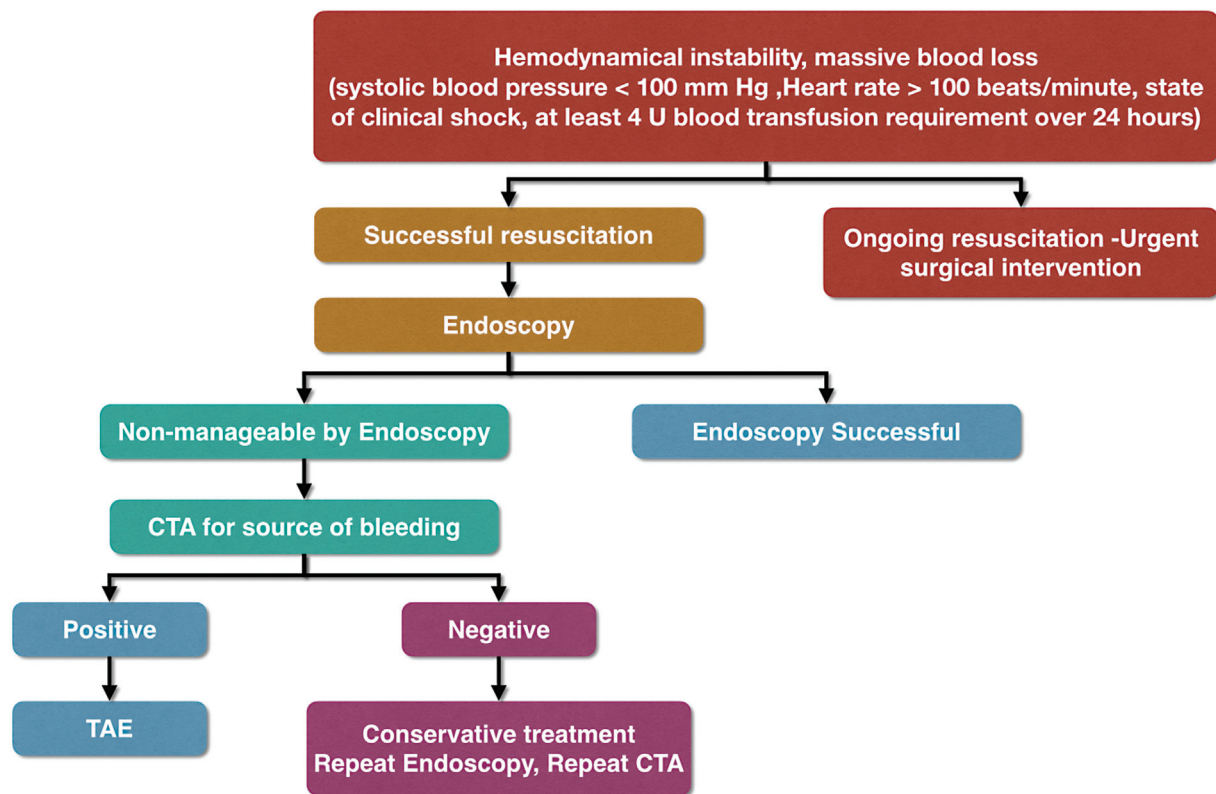 Hemodynamical instability, massive blood loss
(systolic blood pressure < 100 mm Hg ,Heart rate > 100 beats/minute, state
of clinical shock, at least 4 U blood transfusion requirement over 24 hours)
Successful resuscitation
Ongoing resuscitation -Urgent
surgical intervention
Endoscopy
Non-manageable by Endoscopy
Endoscopy Successful
CTA for source of bleeding
Positive
Negative
TAE
Conservative treatment
Repeat Endoscopy, Repeat CTA